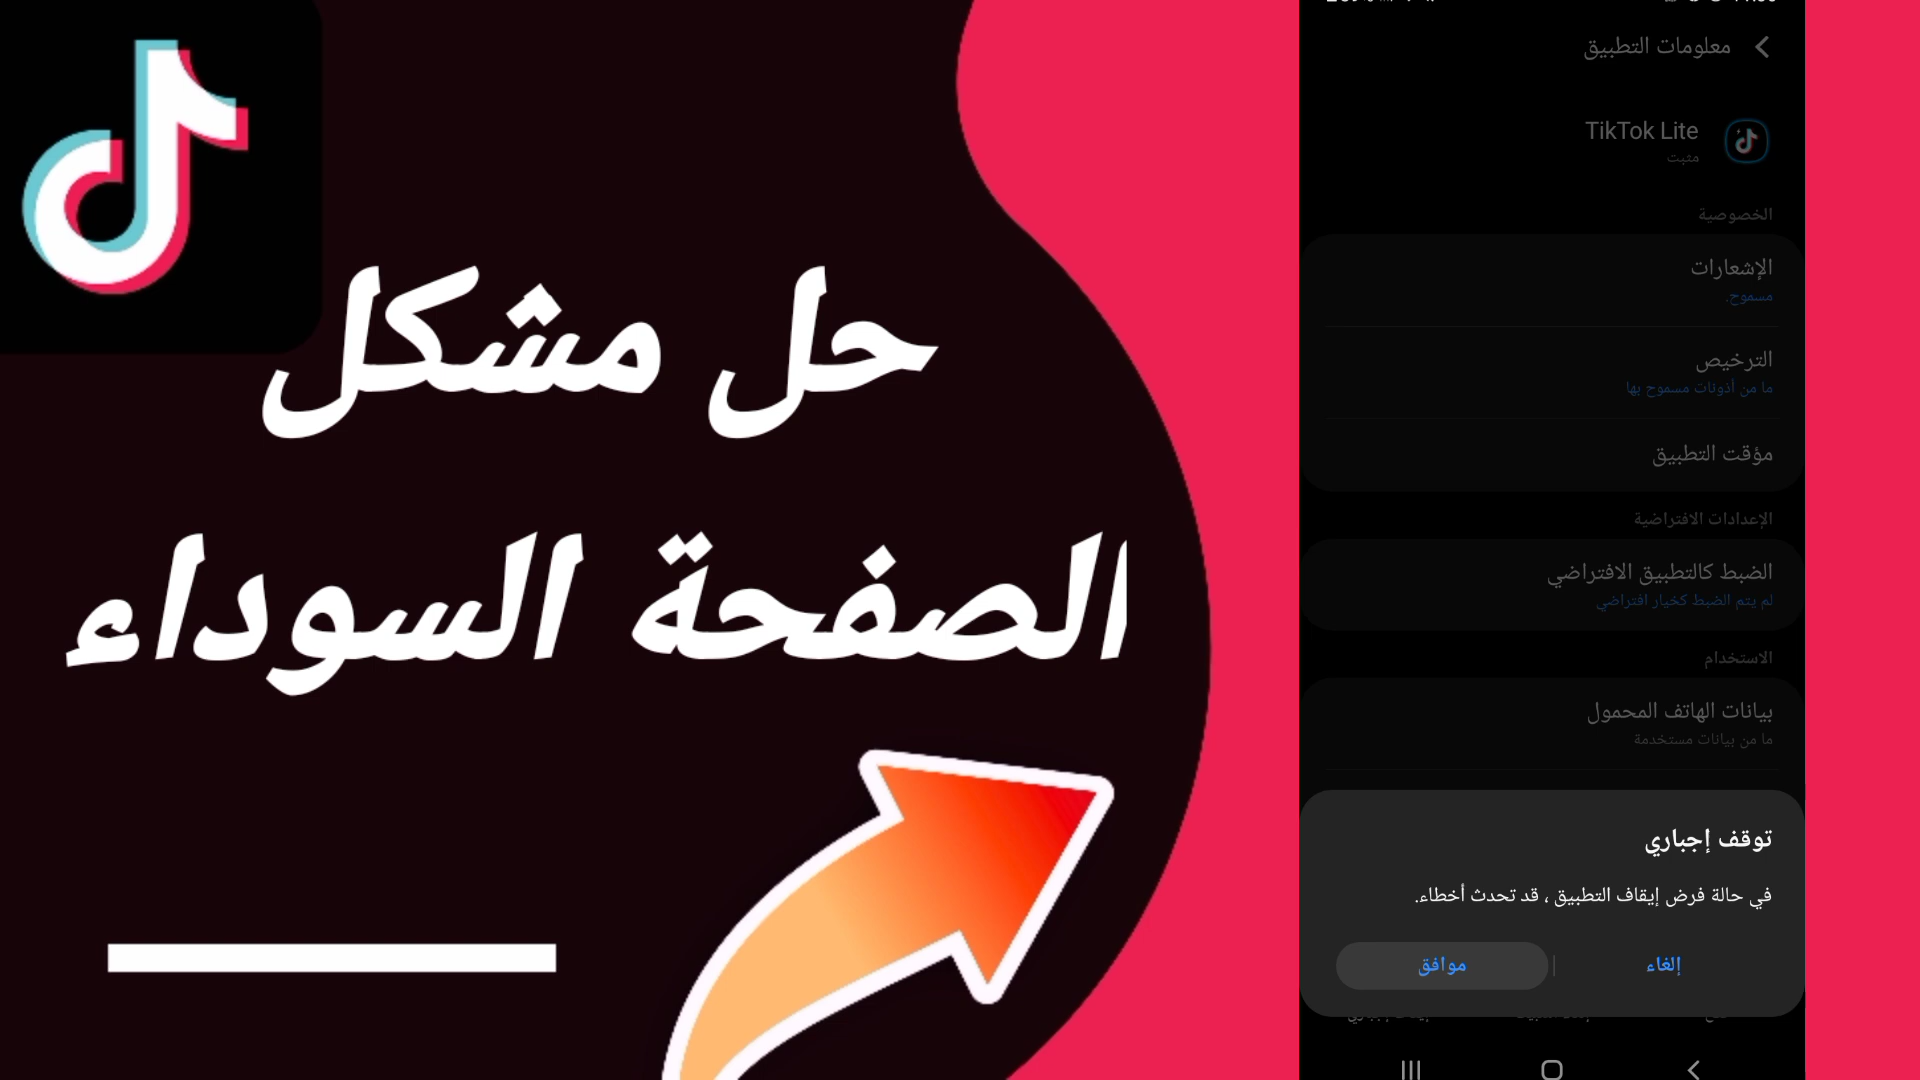 حل مشكل
الصفحة السوداء
معلومات التطبيق
TikTok Lite
مثبت
الخصوصية
الإشعارات
مسموح.
الترخيص
ما من أذونات مسموح بها
مؤقت التطبيق
الإعدادات الافتراضية
الضبط كالتطبيق الافتراضي
لم يتم الضبط كخيار افتراضي
الاستخدام
بيانات الهاتف المحمول
ما من بيانات مستخدمة
توقف إجباري
في حالة فرض إيقاف التطبيق ، قد تحدث أخطاء.
إلغاء
موافق